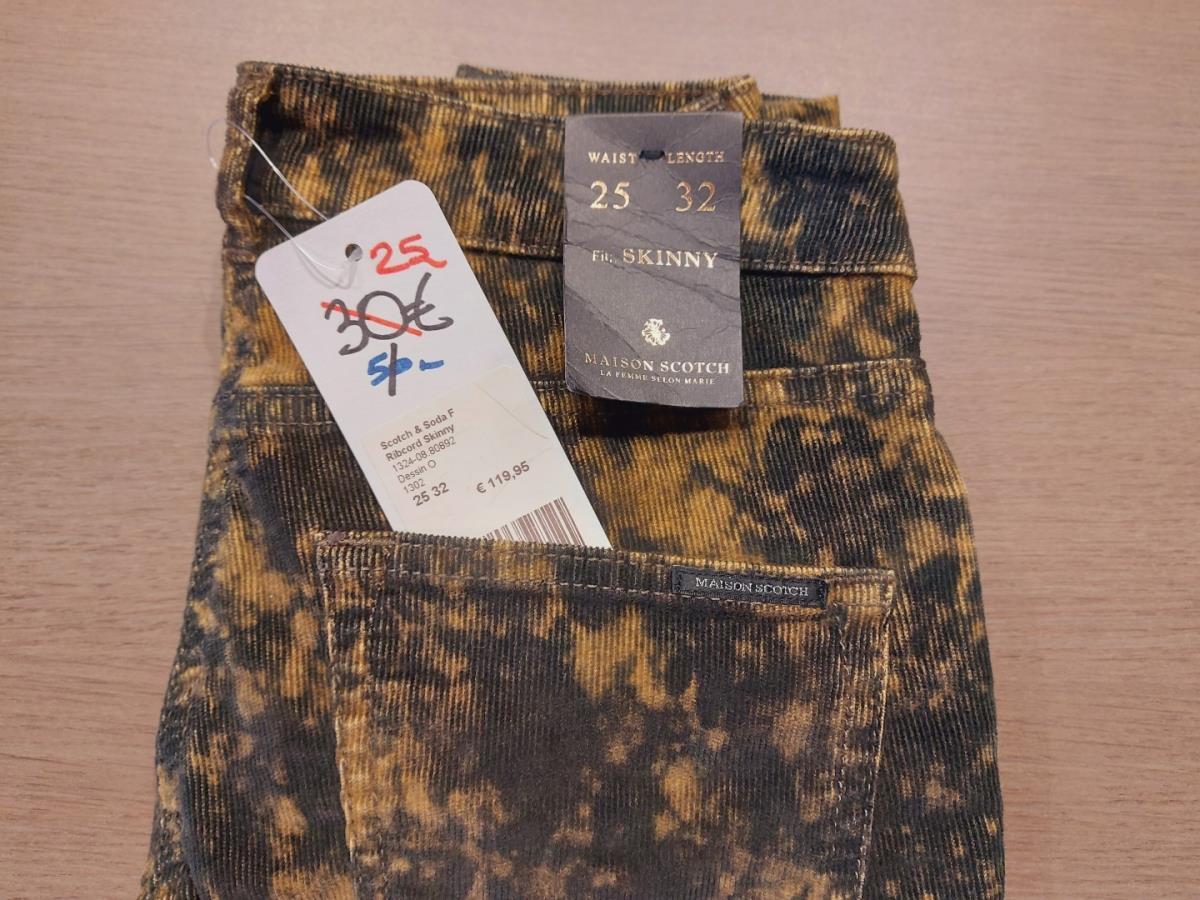 25
30€
50,-
Scotch & Soda F
Ribcord Skinny
1324-08.80892
Dessin O
1302
25 32
€ 119,95
WAIST LENGTH
25 32
Fit: SKINNY
MAISON SCOTCH
LA FEMME SELON MARIE
MAISON SCOTCH